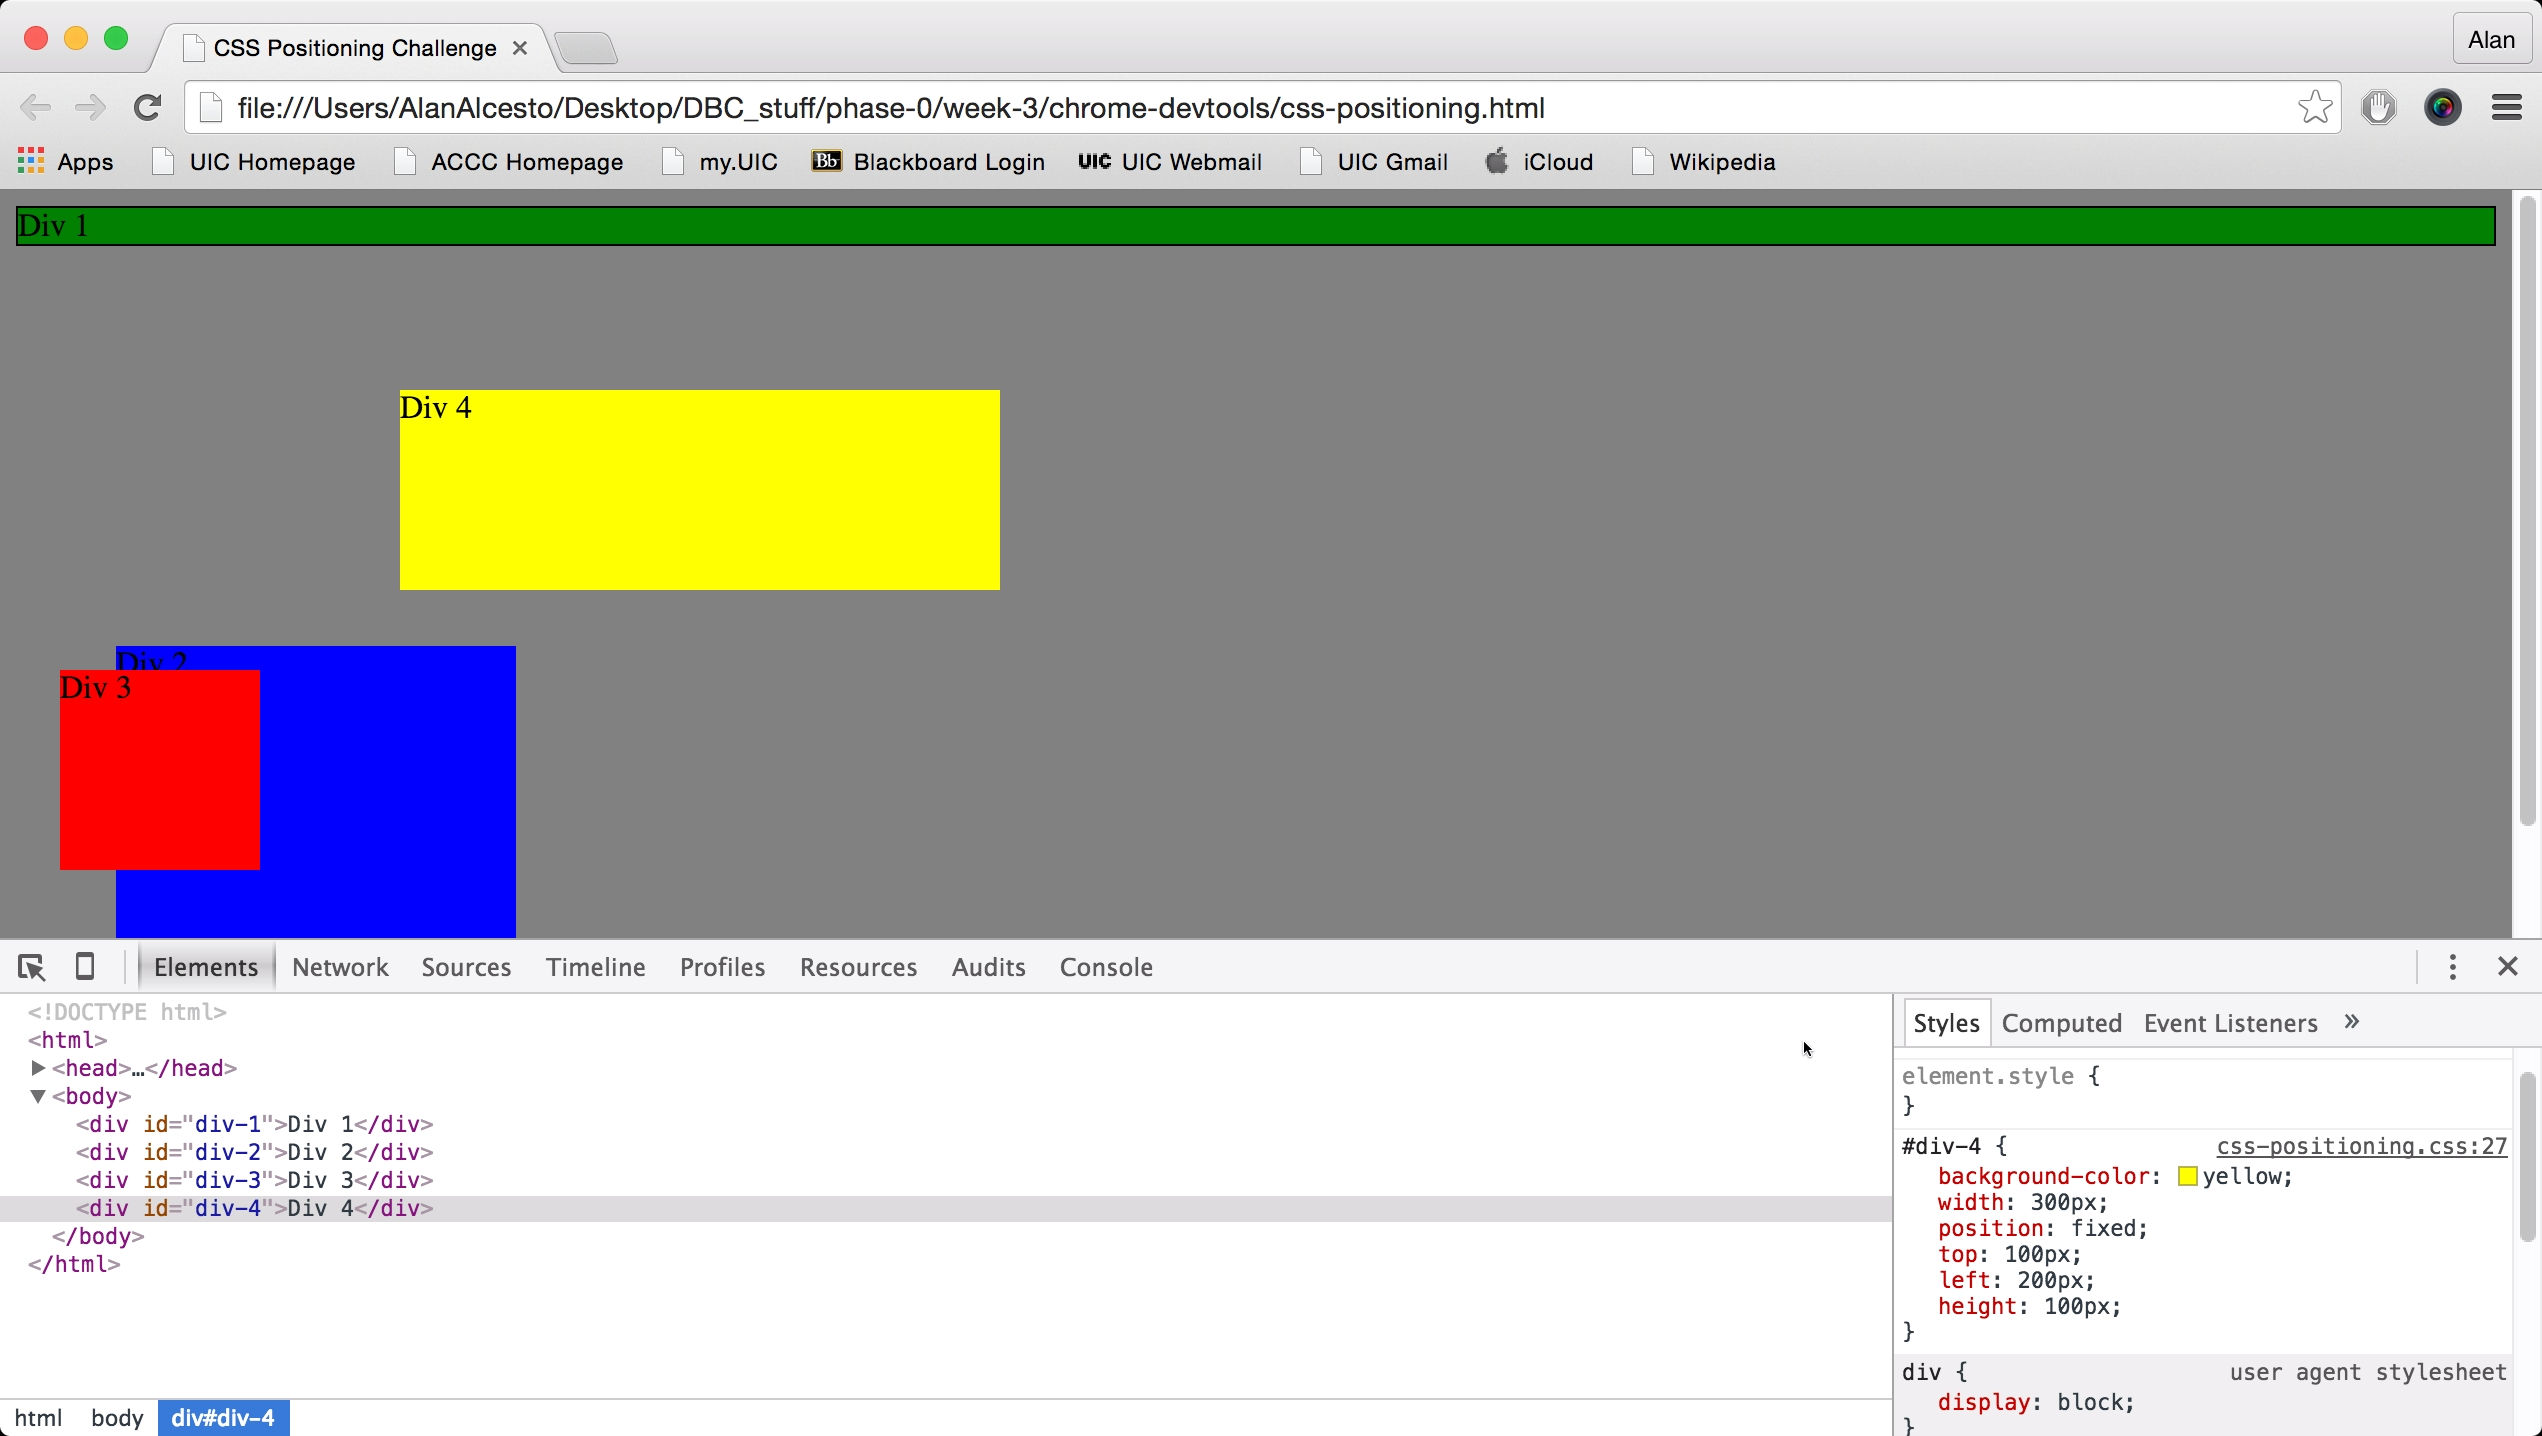 CSS Positioning Challenge
Alan
file:///Users/AlanAlcesto/Desktop/DBC_stuff/phase-0/week-3/chrome-devtools/css-positioning.html
Apps UIC Homepage ACCC Homepage my.UIC Bb Blackboard Login UIC UIC Webmail UIC Gmail iCloud Wikipedia
Div 1
Div 4
Div 2
Div 3
Elements Network Sources Timeline Profiles Resources Audits Console
<!DOCTYPE html>
<html>
<head>…</head>
<body>
<div id="div-1">Div 1</div>
<div id="div-2">Div 2</div>
<div id="div-3">Div 3</div>
<div id="div-4">Div 4</div>
</body>
</html>
html body div#div-4
Styles Computed Event Listeners »
element.style {
}
#div-4 { css-positioning.css:27
background-color: yellow;
width: 300px;
position: fixed;
top: 100px;
left: 200px;
height: 100px;
}
div { user agent stylesheet
display: block;
}